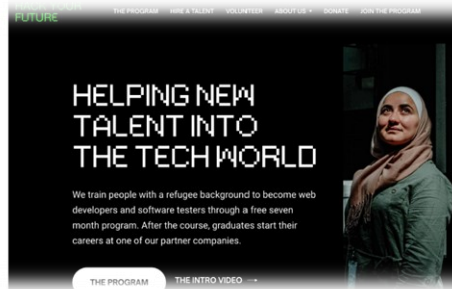 FUTURE
THE PROGRAM HIRE A TALENT VOLUNTEER ABOUT US DONATE JOIN THE PROGRAM
HELPING NEW
TALENT INTO
THE TECH WORLD
We train people with a refugee background to become web
developers and software testers through a free seven
month program. After the course, graduates start their
careers at one of our partner companies.
THE PROGRAM THE INTRO VIDEO →